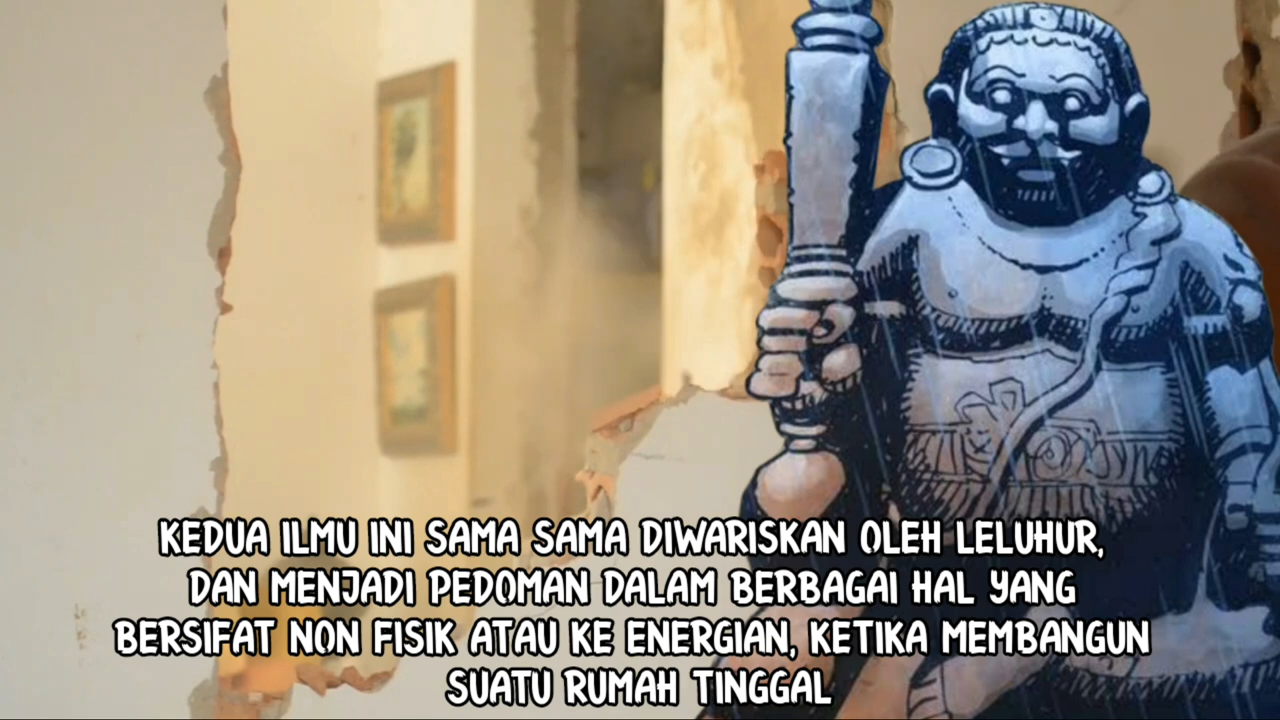 KEDUA ILMU INI SAMA SAMA DIWARISKAN OLEH LELUHUR,
DAN MENJADI PEDOMAN DALAM BERBAGAI HAL YANG
BERSIFAT NON FISIK ATAU KE ENERGIAN, KETIKA MEMBANGUN
SUATU RUMAH TINGGAL